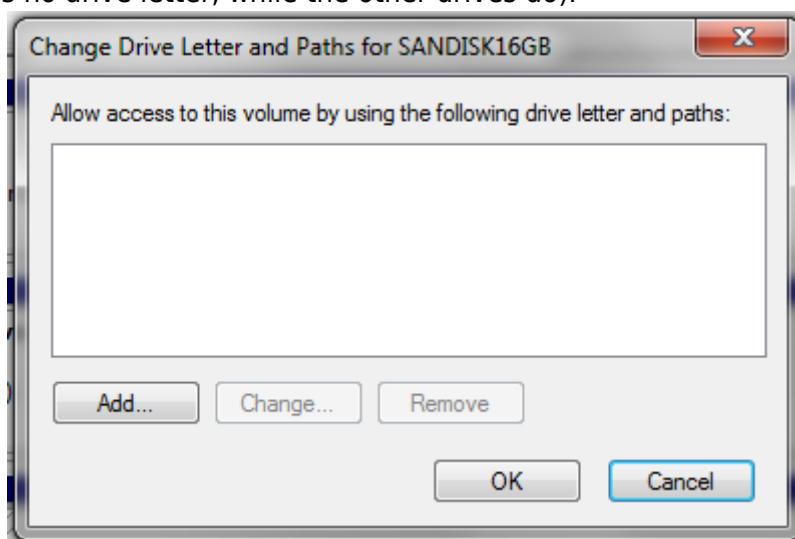 s no drive letter, while the other drives do).
Change Drive Letter and Paths for SANDISK16GB
Allow access to this volume by using the following drive letter and paths:
Add... Change... Remove
OK Cancel